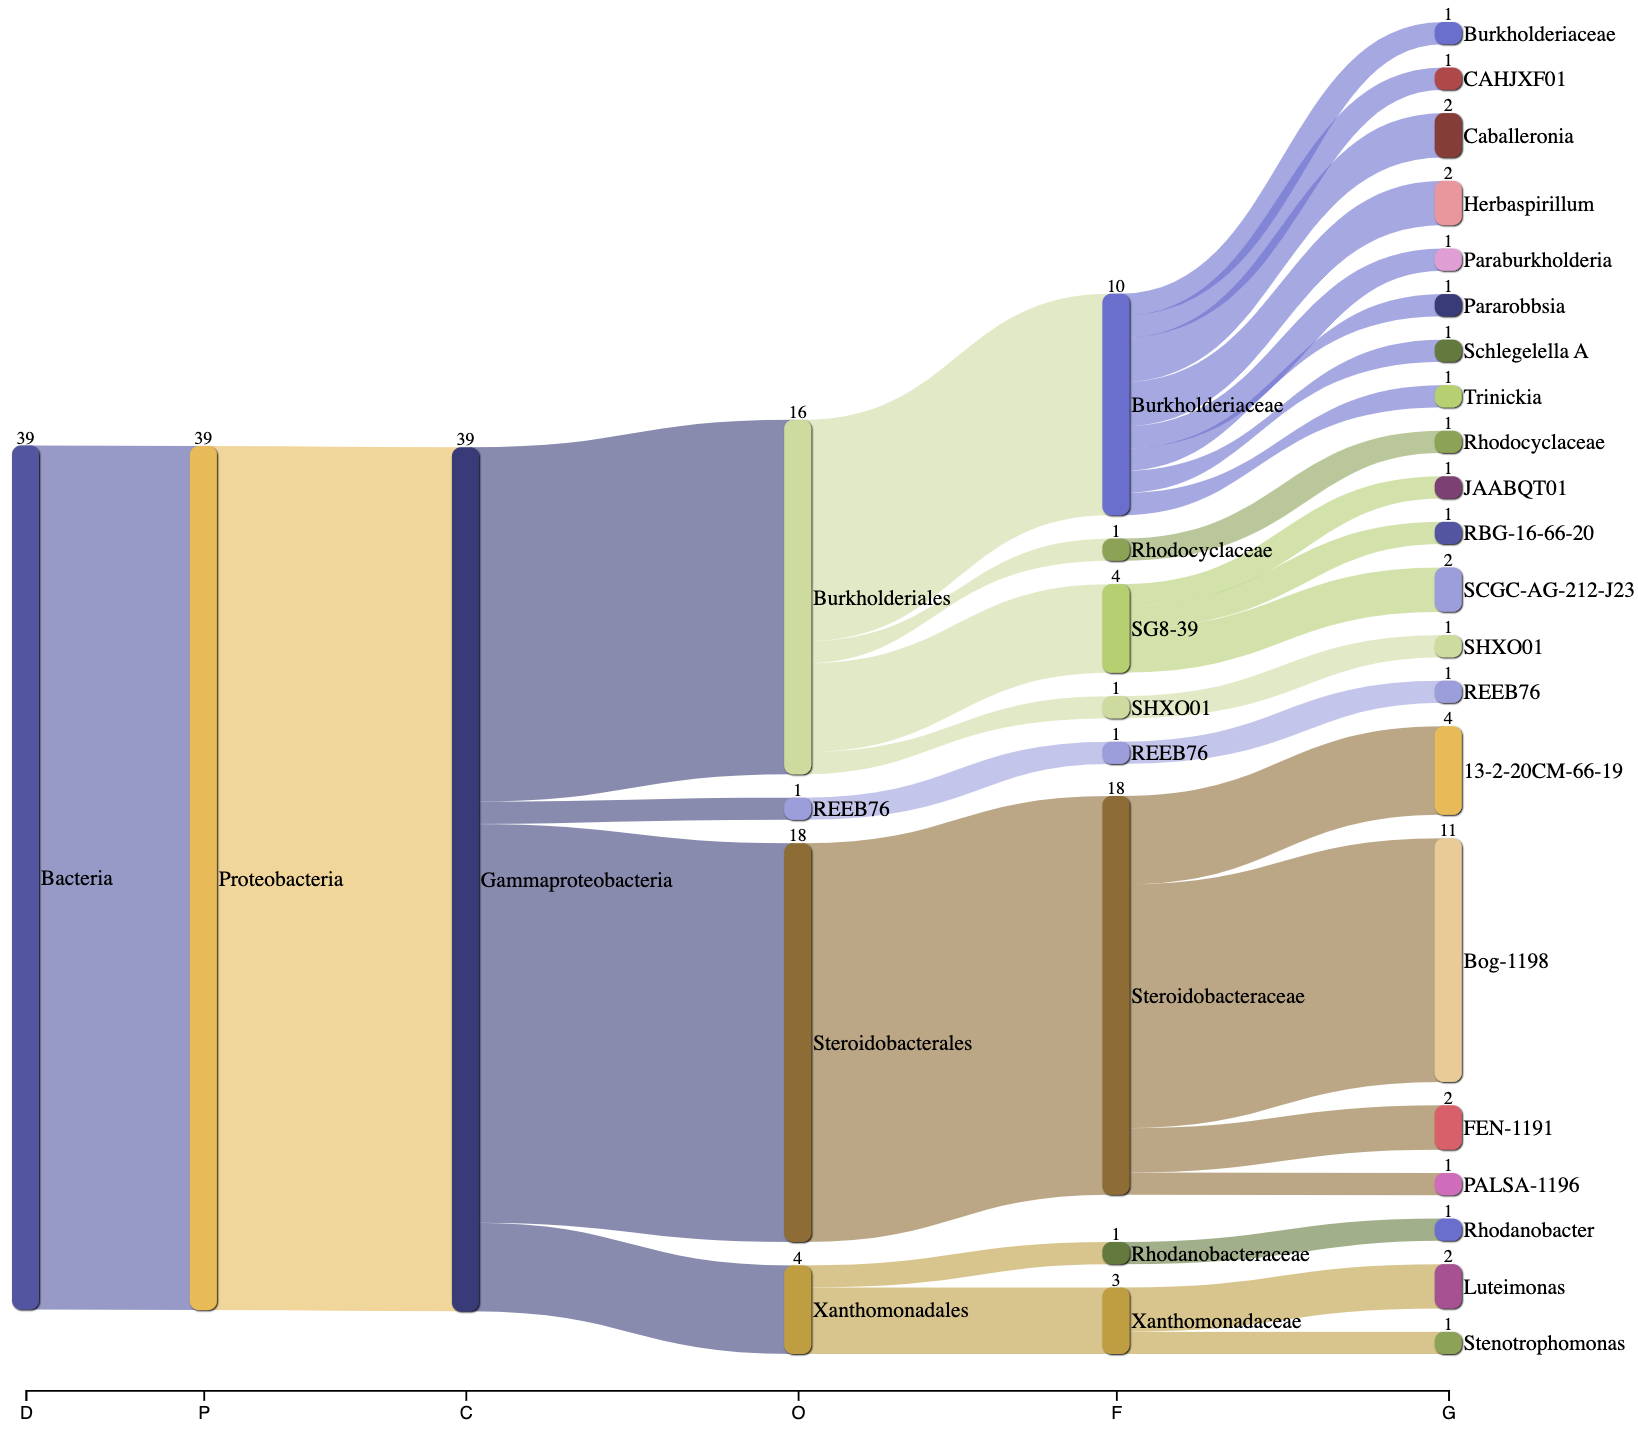 39
Bacteria
39
Proteobacteria
39
Gammaproteobacteria
16
Burkholderiales
1
REEB76
18
Steroidobacterales
4
Xanthomonadales
10
Burkholderiaceae
1
Rhodocyclaceae
4
SG8-39
1
SHXO01
1
REEB76
18
Steroidobacteraceae
1
Rhodanobacteraceae
3
Xanthomonadaceae
1
Burkholderiaceae
1
CAHJXF01
2
Caballeronia
2
Herbaspirillum
1
Paraburkholderia
1
Pararobbsia
1
Schlegelella A
1
Trinickia
1
Rhodocyclaceae
1
JAABQT01
1
RBG-16-66-20
2
SCGC-AG-212-J23
1
SHXO01
1
REEB76
4
13-2-20CM-66-19
11
Bog-1198
2
FEN-1191
1
PALSA-1196
1
Rhodanobacter
2
Luteimonas
1
Stenotrophomonas
D P C O F G